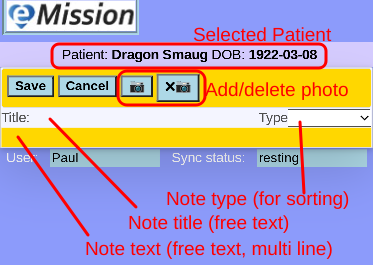 eMission
Selected Patient
Patient: Dragon Smaug DOB: 1922-03-08
Save Cancel Add/delete photo
Title: Type
User: Paul Sync status: resting
Note type (for sorting)
Note title (free text)
Note text (free text, multi line)